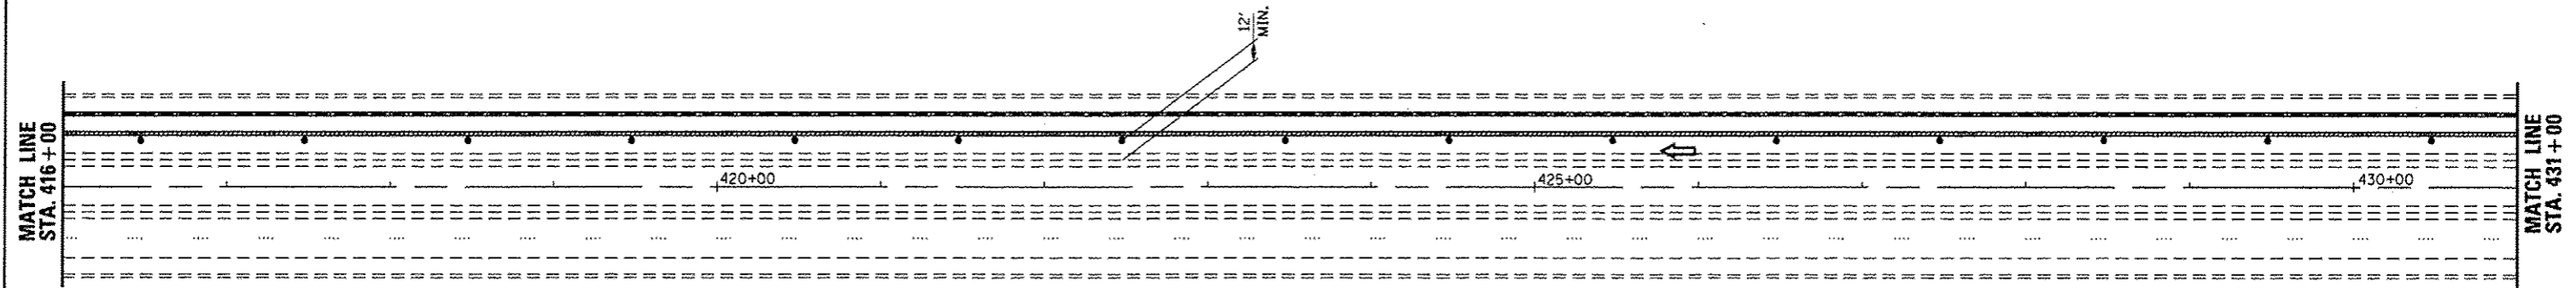 12'
MIN.
MATCH LINE
STA. 416+00
420+00
425+00
430+00
MATCH LINE
STA. 431+00